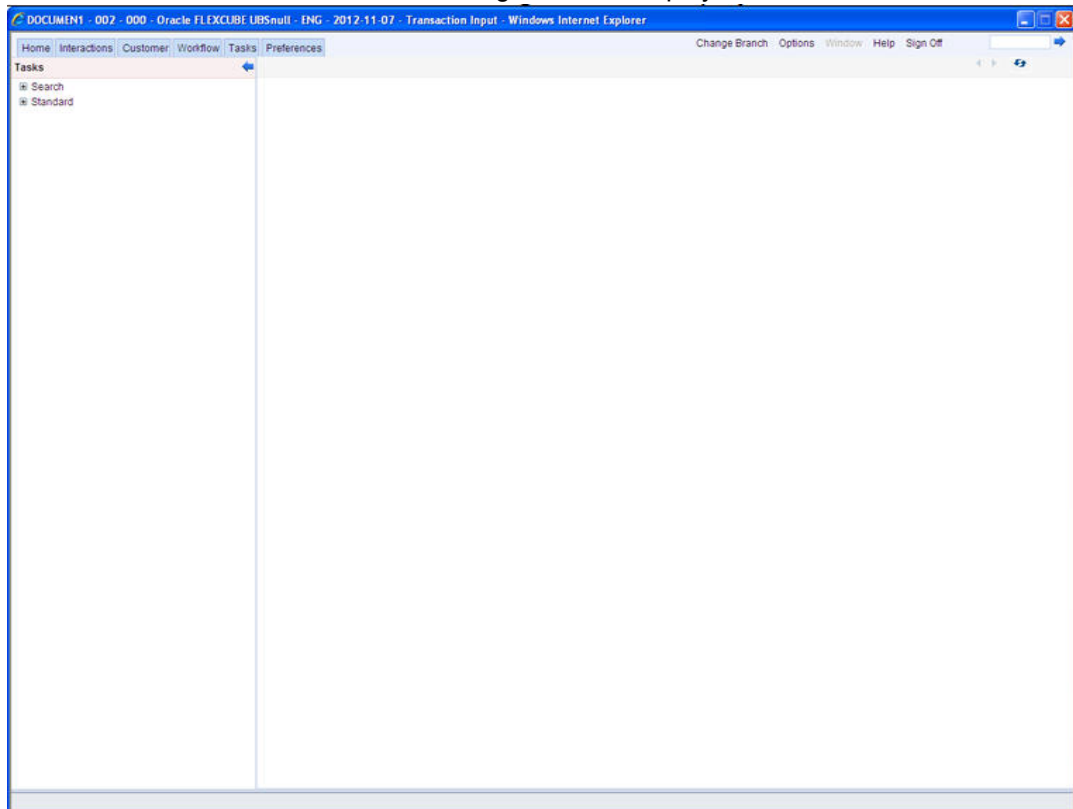 DOCUMENT1 - 002 - 000 - Oracle FLEXCUBE UBSnull - ENG - 2012-11-07 - Transaction Input - Windows Internet Explorer
Home Interactions Customer Workflow Tasks Preferences Change Branch Options Window Help Sign Off
Tasks
Search
Standard